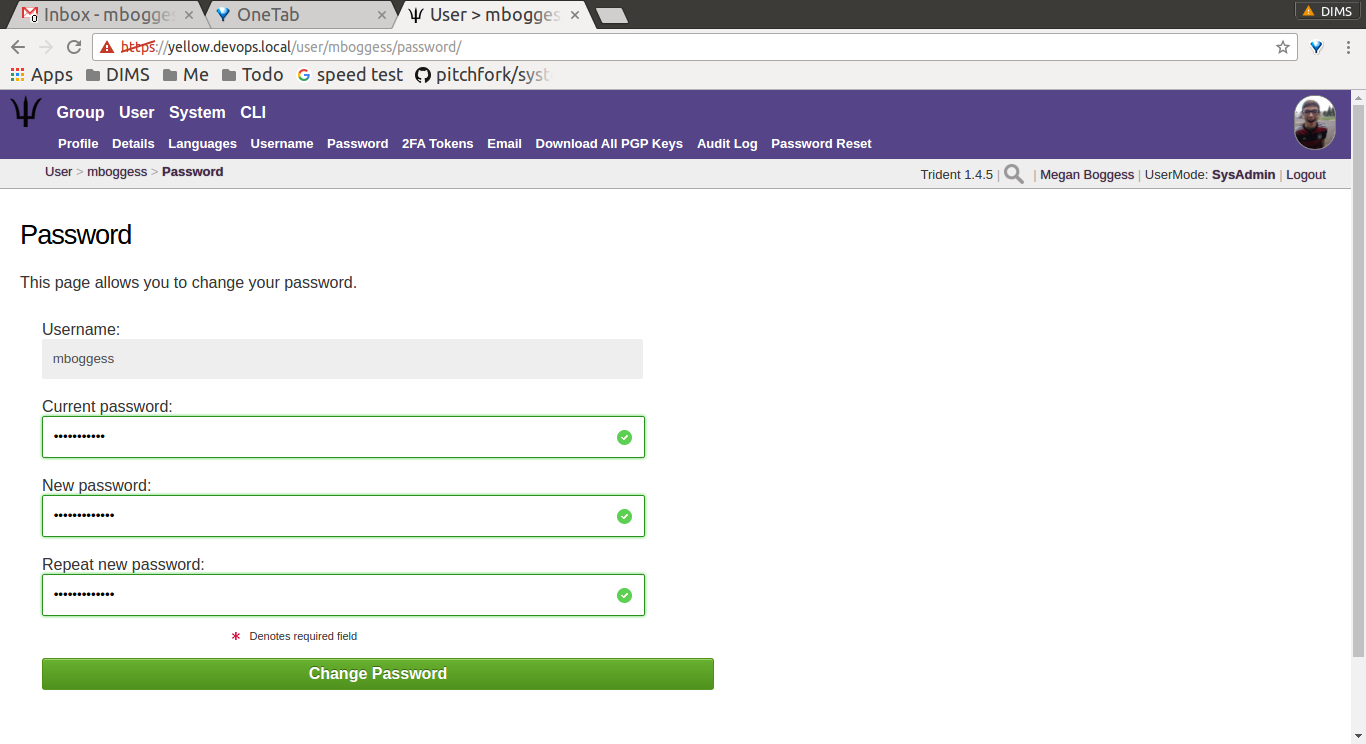 Inbox - mbogges
OneTab
User > mbogges
DIMS
https://yellow.devops.local/user/mboggess/password/
Apps DIMS Me Todo speed test pitchfork/syst
Group User System CLI
Profile Details Languages Username Password 2FA Tokens Email Download All PGP Keys Audit Log Password Reset
User > mboggess > Password
Trident 1.4.5 | | Megan Boggess | UserMode: SysAdmin | Logout
Password
This page allows you to change your password.
Username:
mboggess
Current password:
•••••••••••
New password:
•••••••••••••
Repeat new password:
•••••••••••••
* Denotes required field
Change Password